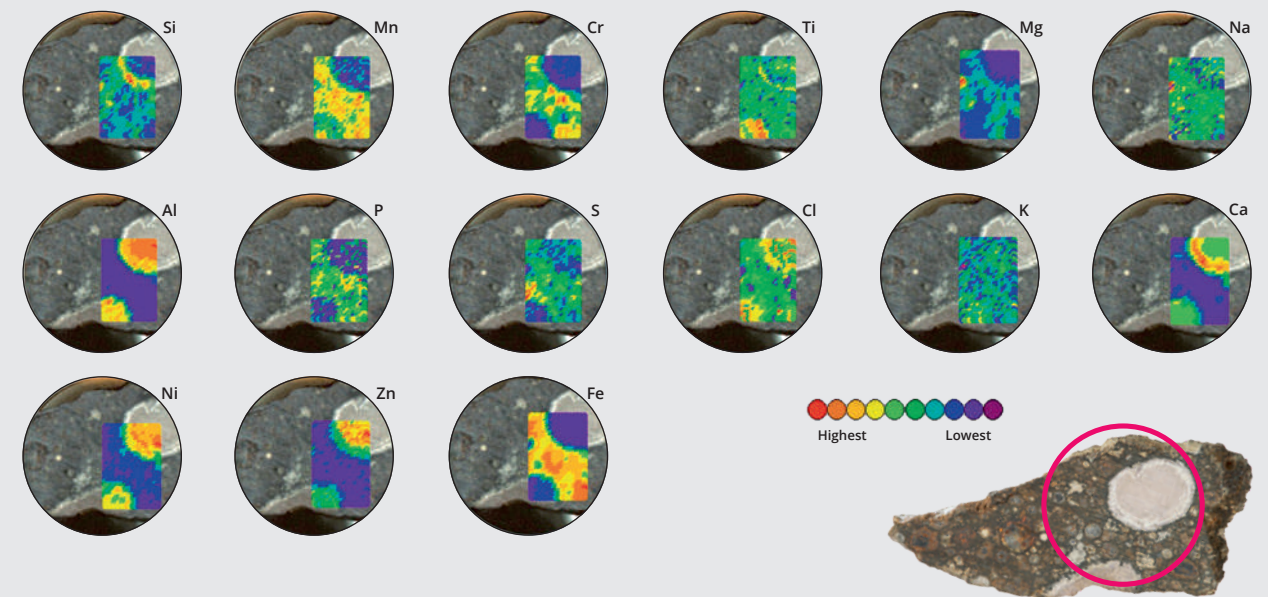 Si Mn Cr Ti Mg Na
Al P S Cl K Ca
Ni Zn Fe
Highest Lowest